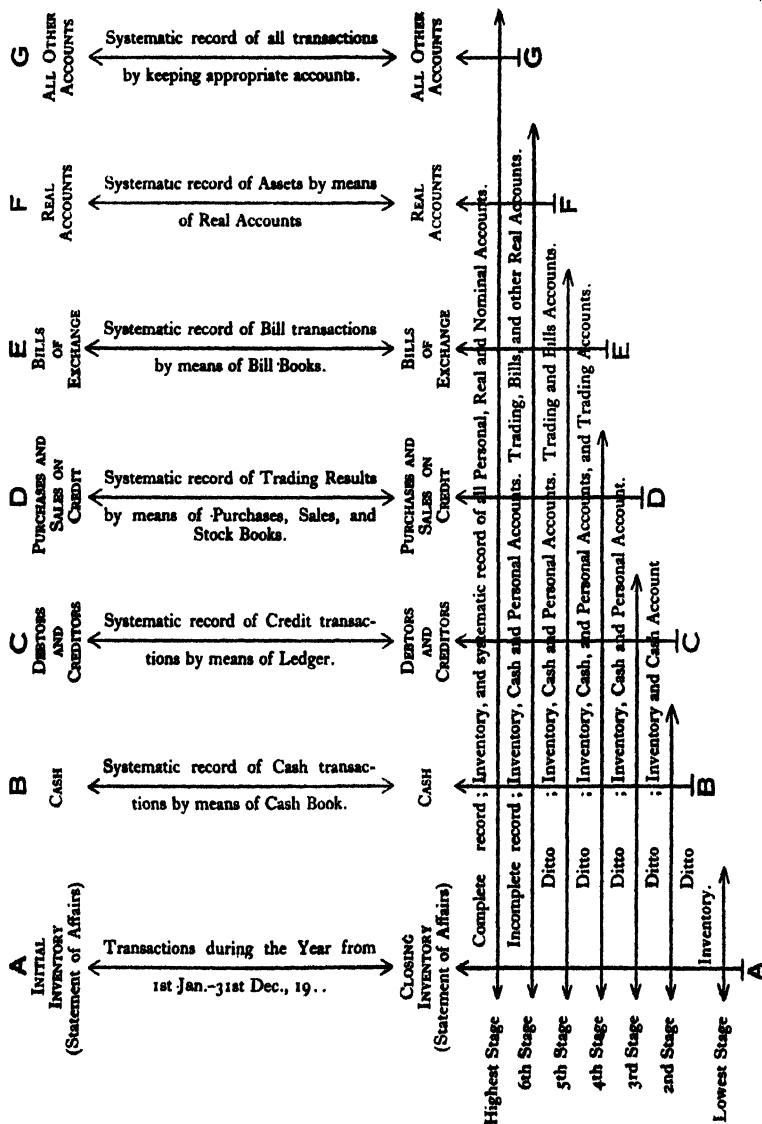 A
INITIAL
INVENTORY
(Statement of Affairs)
Transactions during the Year from
1st Jan.-31st Dec., 19..
CLOSING
INVENTORY
(Statement of Affairs)
B
CASH
Systematic record of Cash transac-
tions by means of Cash Book.
CASH
C
DEBTORS
AND
CREDITORS
Systematic record of Credit transac-
tions by means of Ledger.
DEBTORS
AND
CREDITORS
D
PURCHASES AND
SALES ON
CREDIT
Systematic record of Trading Results
by means of Purchases, Sales, and
Stock Books.
PURCHASES AND
SALES ON
CREDIT
E
BILLS
OF
EXCHANGE
Systematic record of Bill transactions
by means of Bill Books.
BILLS
OF
EXCHANGE
F
REAL
ACCOUNTS
Systematic record of Assets by means
of Real Accounts
REAL
ACCOUNTS
G
ALL OTHER
ACCOUNTS
Systematic record of all transactions
by keeping appropriate accounts.
ALL OTHER
ACCOUNTS
Complete record ; Inventory, and systematic record of all Personal, Real and Nominal Accounts.
Highest Stage
G
Incomplete record ; Inventory, Cash and Personal Accounts. Trading, Bills, and other Real Accounts.
6th Stage
F
Ditto ; Inventory, Cash and Personal Accounts. Trading and Bills Accounts.
5th Stage
E
Ditto ; Inventory, Cash, and Personal Accounts, and Trading Accounts.
4th Stage
D
Ditto ; Inventory, Cash and Personal Account.
3rd Stage
C
Ditto ; Inventory and Cash Account
2nd Stage
B
Ditto Inventory.
Lowest Stage
A